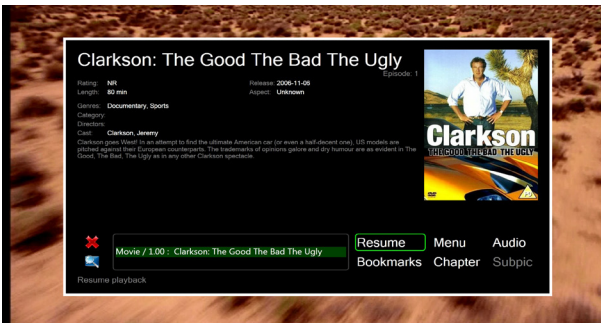 Clarkson: The Good The Bad The Ugly
Episode: 1
Rating: NR Release: 2006-11-06
Length: 80 min Aspect: Unknown
Genres: Documentary, Sports
Category:
Directors:
Cast: Clarkson, Jeremy
Clarkson goes West! In an attempt to find the ultimate American car (or even a half-decent one), US models are
pitched against their European counterparts. The trademarks of opinions galore and dry humour are as evident in The
Good, The Bad, The Ugly as in any other Clarkson spectacle.
Clarkson
THE GOOD THE BAD THE UGLY
PG
Movie / 1.00 : Clarkson: The Good The Bad The Ugly
Resume Menu Audio
Bookmarks Chapter Subpic
Resume playback